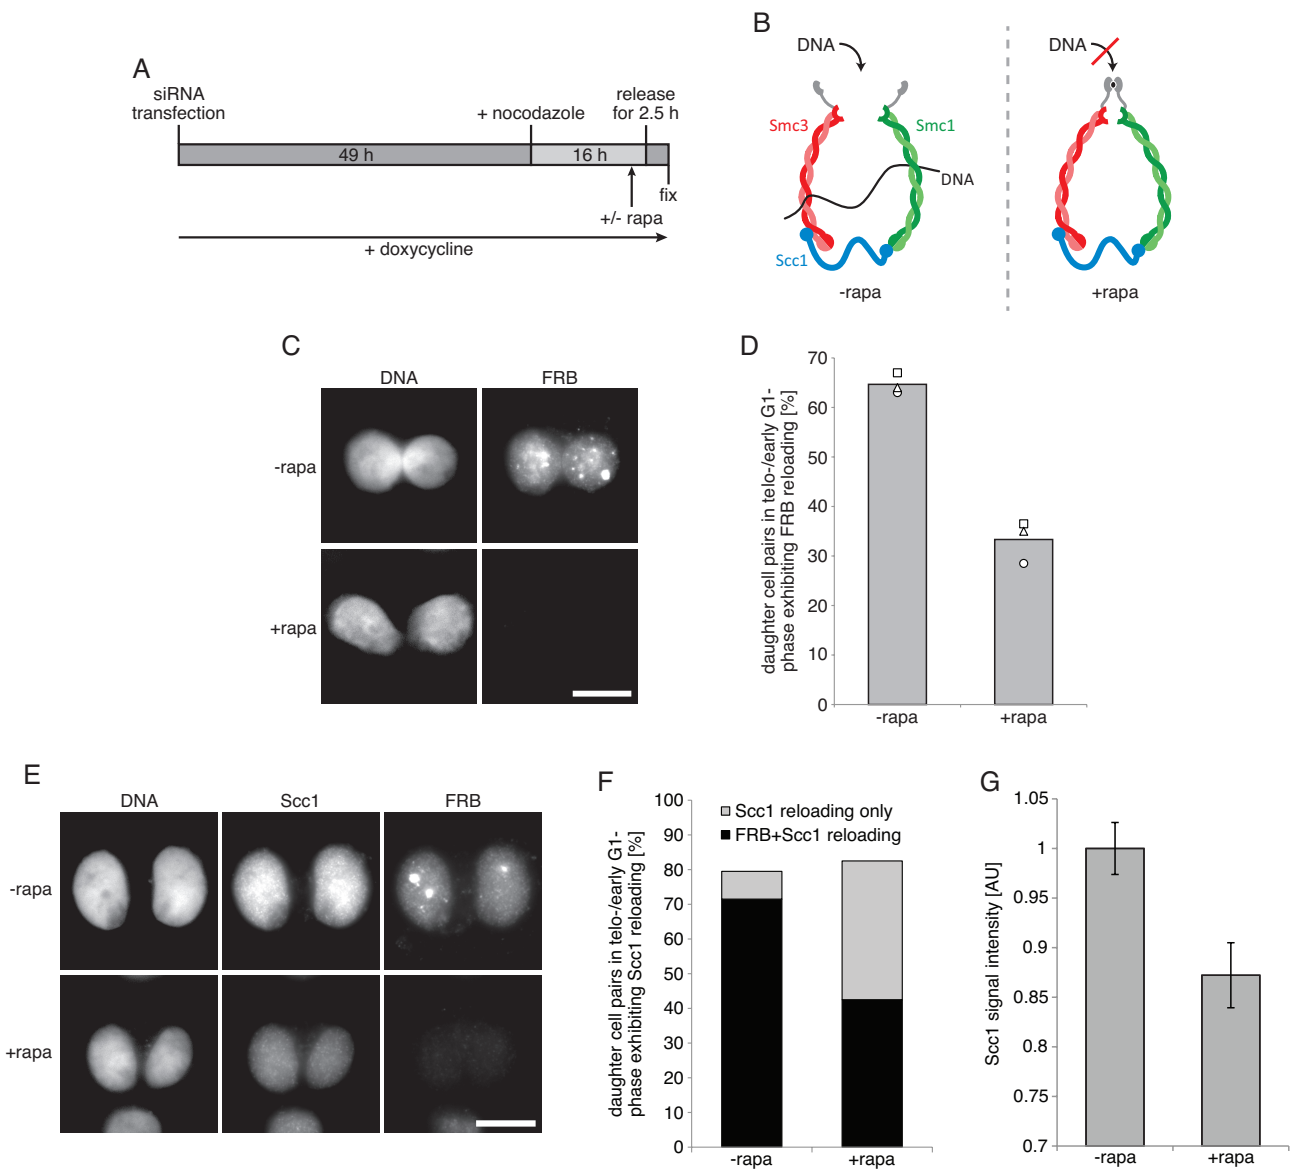 A
siRNA
transfection
+ nocodazole
release
for 2.5 h
49 h
16 h
fix
+/- rapa
+ doxycycline
B
DNA
Smc3
Smc1
DNA
Scc1
-rapa
DNA
+rapa
C
DNA
FRB
-rapa
+rapa
D
daughter cell pairs in telo-/early G1-
phase exhibiting FRB reloading [%]
70
60
50
40
30
20
10
0
-rapa
+rapa
E
DNA
Scc1
FRB
-rapa
+rapa
F
daughter cell pairs in telo-/early G1-
phase exhibiting Scc1 reloading [%]
100
90
80
70
60
50
40
30
20
10
0
Scc1 reloading only
FRB+Scc1 reloading
-rapa
+rapa
G
Scc1 signal intensity [AU]
1.05
1
0.95
0.9
0.85
0.8
0.75
0.7
-rapa
+rapa